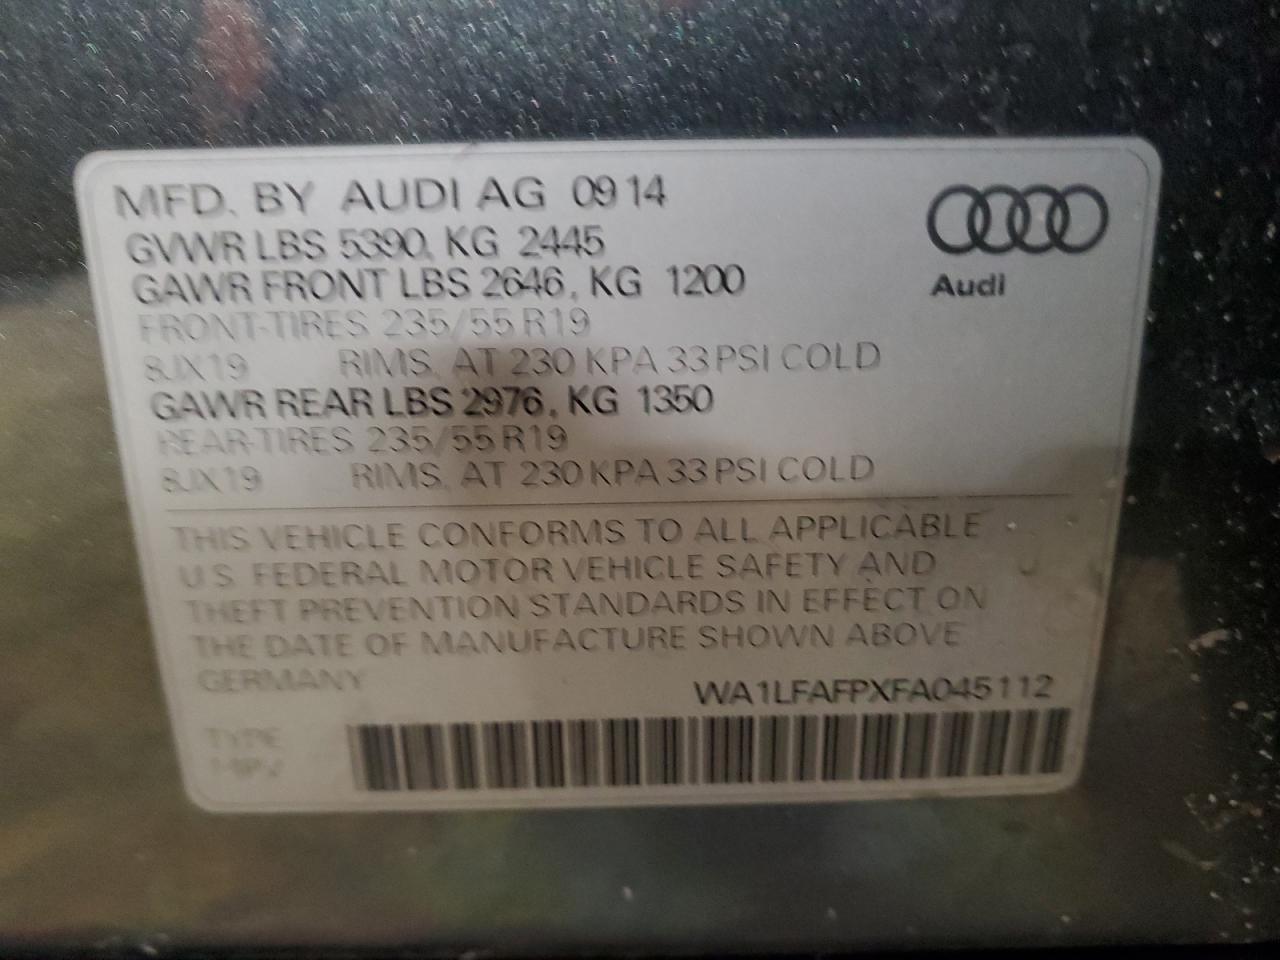 MFD. BY AUDI AG 09 14
GVWR LBS 5390, KG 2445
GAWR FRONT LBS 2646, KG 1200
FRONT-TIRES 235/55 R19
8JX19 RIMS, AT 230 KPA 33 PSI COLD
GAWR REAR LBS 2976, KG 1350
REAR-TIRES 235/55 R19
8JX19 RIMS, AT 230 KPA 33 PSI COLD
Audi
THIS VEHICLE CONFORMS TO ALL APPLICABLE
U.S. FEDERAL MOTOR VEHICLE SAFETY AND
THEFT PREVENTION STANDARDS IN EFFECT ON
THE DATE OF MANUFACTURE SHOWN ABOVE
GERMANY
WA1LFAFPXFA045112
TYPE
MPV